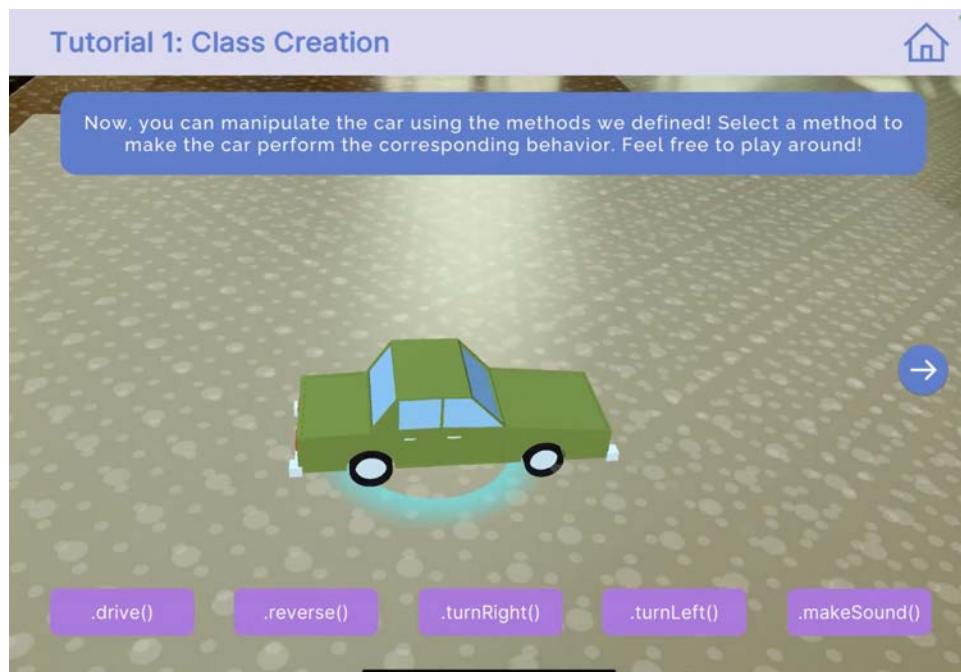 Tutorial 1: Class Creation
Now, you can manipulate the car using the methods we defined! Select a method to
make the car perform the corresponding behavior. Feel free to play around!
.drive()
.reverse()
.turnRight()
.turnLeft()
.makeSound()